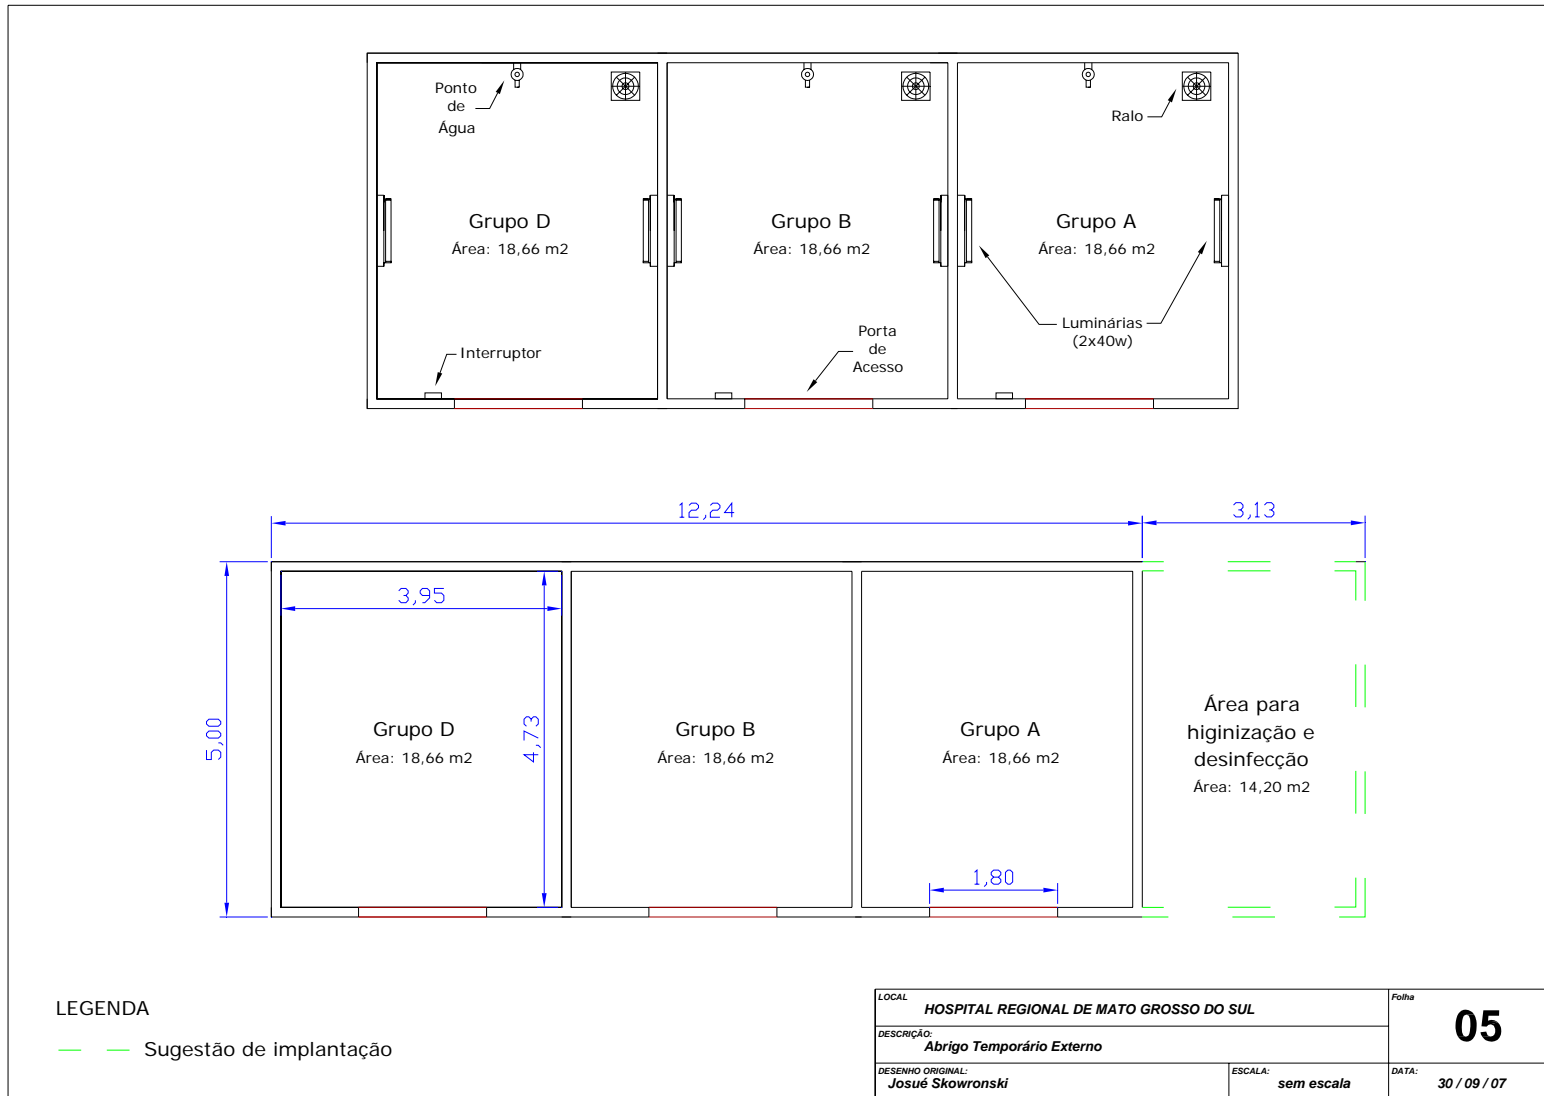 Ponto
de
Água
Ralo
Grupo D
Área: 18,66 m2
Grupo B
Área: 18,66 m2
Grupo A
Área: 18,66 m2
Interruptor
Porta
de
Acesso
Luminárias
(2x40w)
12,24
3,13
3,95
5,00
4,73
Grupo D
Área: 18,66 m2
Grupo B
Área: 18,66 m2
Grupo A
Área: 18,66 m2
Área para
higinização e
desinfecção
Área: 14,20 m2
1,80
LEGENDA
Sugestão de implantação
LOCAL
HOSPITAL REGIONAL DE MATO GROSSO DO SUL
Folha
05
DESCRIÇÃO:
Abrigo Temporário Externo
DESENHO ORIGINAL:
Josué Skowronski
ESCALA:
sem escala
DATA:
30 / 09 / 07